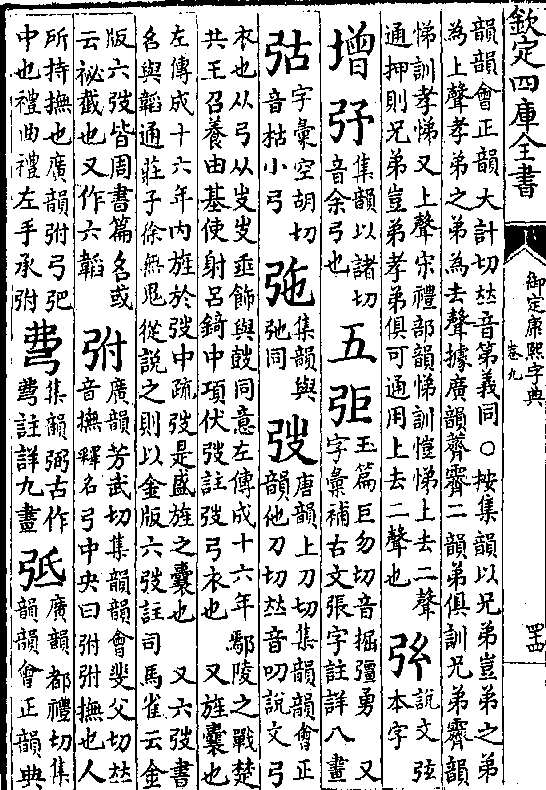 欽定四庫全書
御定康熙字典
卷九
韻韻會正韻大計切𠀤音第義同○按集韻以兄弟豈弟之弟
為上聲孝弟之弟為去聲據廣韻薺霽二韻弟俱訓兄弟霽韻
悌訓孝悌又上聲宋禮部韻悌訓愷悌上去二聲
通押則兄弟豈弟孝弟俱可通用上去二聲也
說文弦
本字
增
㢧
集韻以諸切
音余弓也
五
弡
玉篇巨勿切音掘彊勇 又
字彙補古文張字註詳八畫
字彙空胡切
音枯小弓
㢮
集韻與
弛同
弢
唐韻土刀切集韻韻會正
韻他刀切𠀤音叨說文弓
衣也从弓从㞢㞢垂飾與鼓同意左傳成十六年鄢陵之戰楚
共王召養由基使射呂錡中項伏弢註弢弓衣也 又旌囊也
左傳成十六年內旌於弢中疏弢是盛旌之囊也 又六弢書
名與韜通莊子徐無鬼從說之則以金版六弢註司馬崔云金
版六弢皆周書篇名或
云祕䜟也又作六韜
弣
廣韻芳武切集韻韻會斐父切𠀤
音撫釋名弓中央曰弣弣撫也人
所持撫也廣韻弣弓弝
中也禮曲禮左手承弣
集韻弼古作
註詳九畫
弤
廣韻都禮切集
韻韻會正韻典